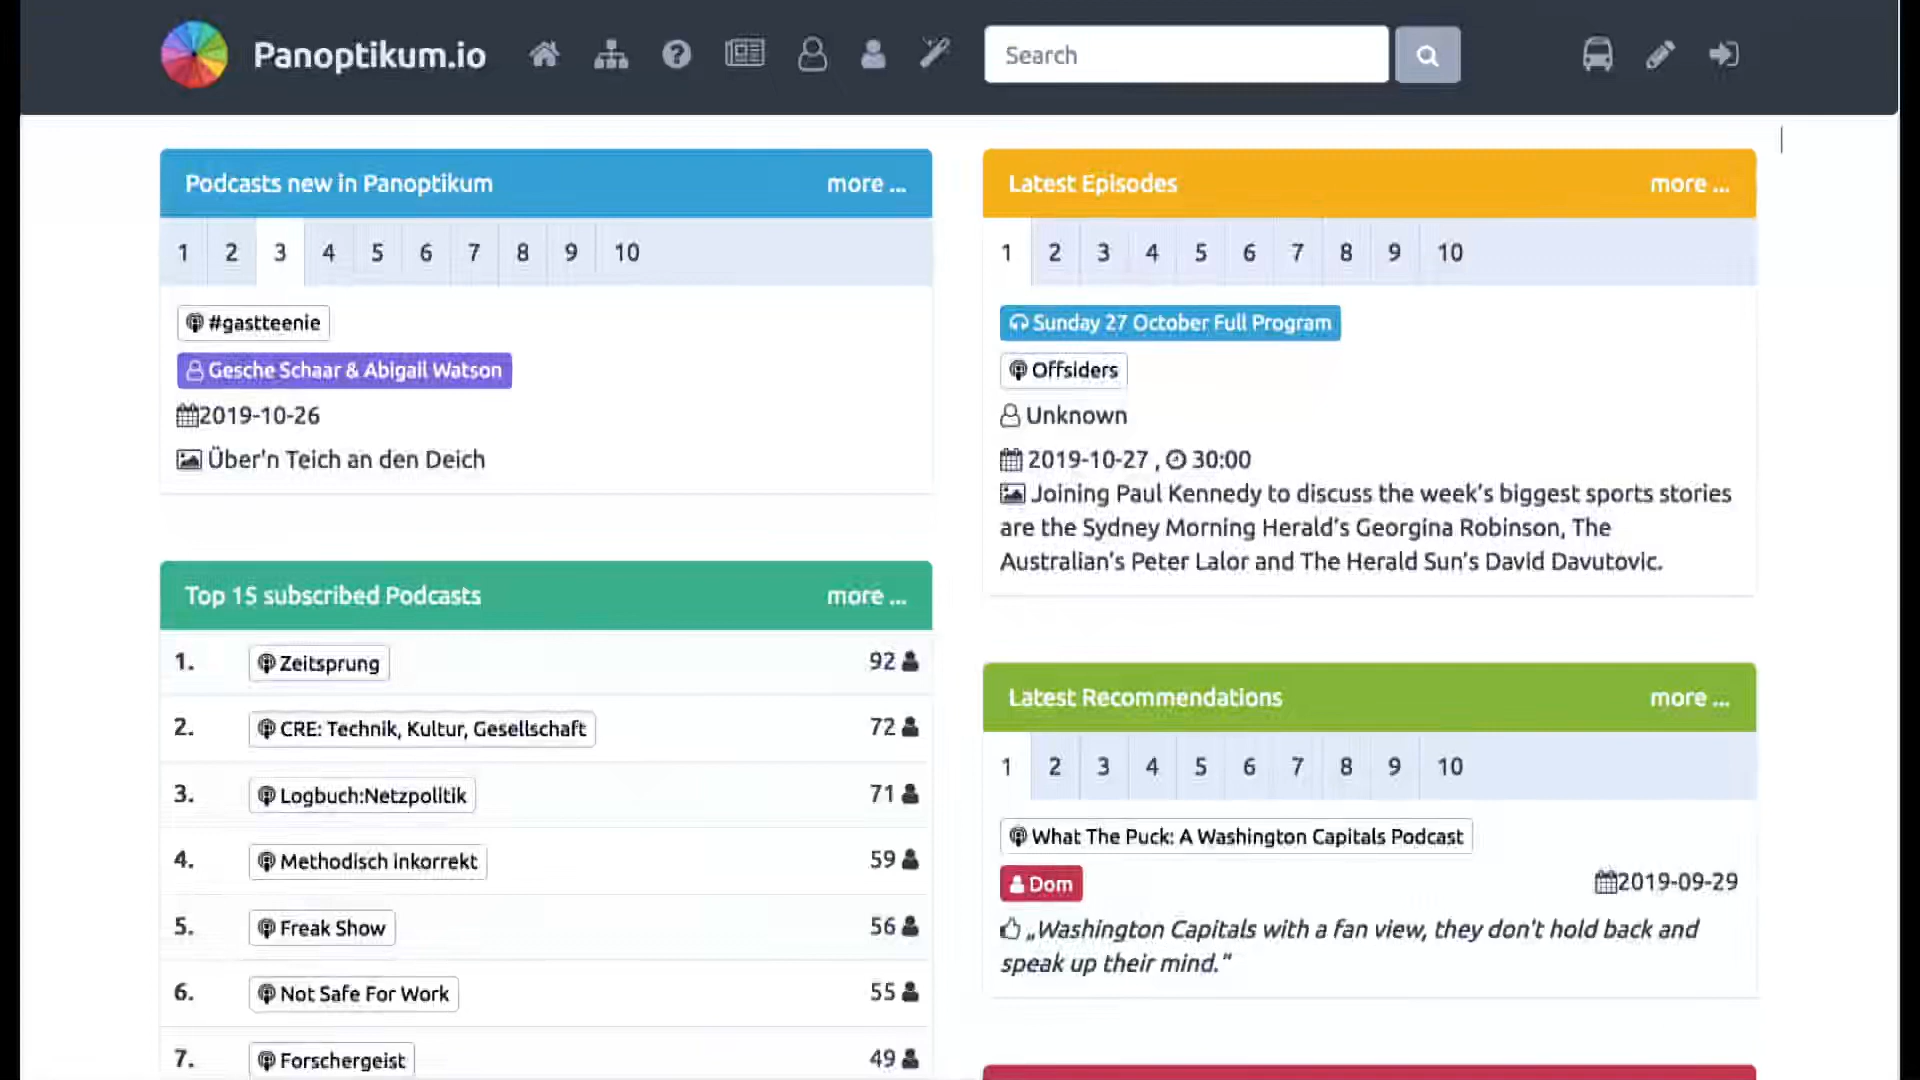 Panoptikum.io
Search
Podcasts new in Panoptikum more ...
1 2 3 4 5 6 7 8 9 10
#gastteenie
Gesche Schaar & Abigail Watson
2019-10-26
Über'n Teich an den Deich
Top 15 subscribed Podcasts more ...
1. Zeitsprung 92
2. CRE: Technik, Kultur, Gesellschaft 72
3. Logbuch:Netzpolitik 71
4. Methodisch inkorrekt 59
5. Freak Show 56
6. Not Safe For Work 55
7. Forschergeist 49
Latest Episodes more ...
1 2 3 4 5 6 7 8 9 10
Sunday 27 October Full Program
Offsiders
Unknown
2019-10-27 , 30:00
Joining Paul Kennedy to discuss the week's biggest sports stories
are the Sydney Morning Herald's Georgina Robinson, The
Australian's Peter Lalor and The Herald Sun's David Davutovic.
Latest Recommendations more ...
1 2 3 4 5 6 7 8 9 10
What The Puck: A Washington Capitals Podcast
Dom 2019-09-29
„Washington Capitals with a fan view, they don't hold back and
speak up their mind."